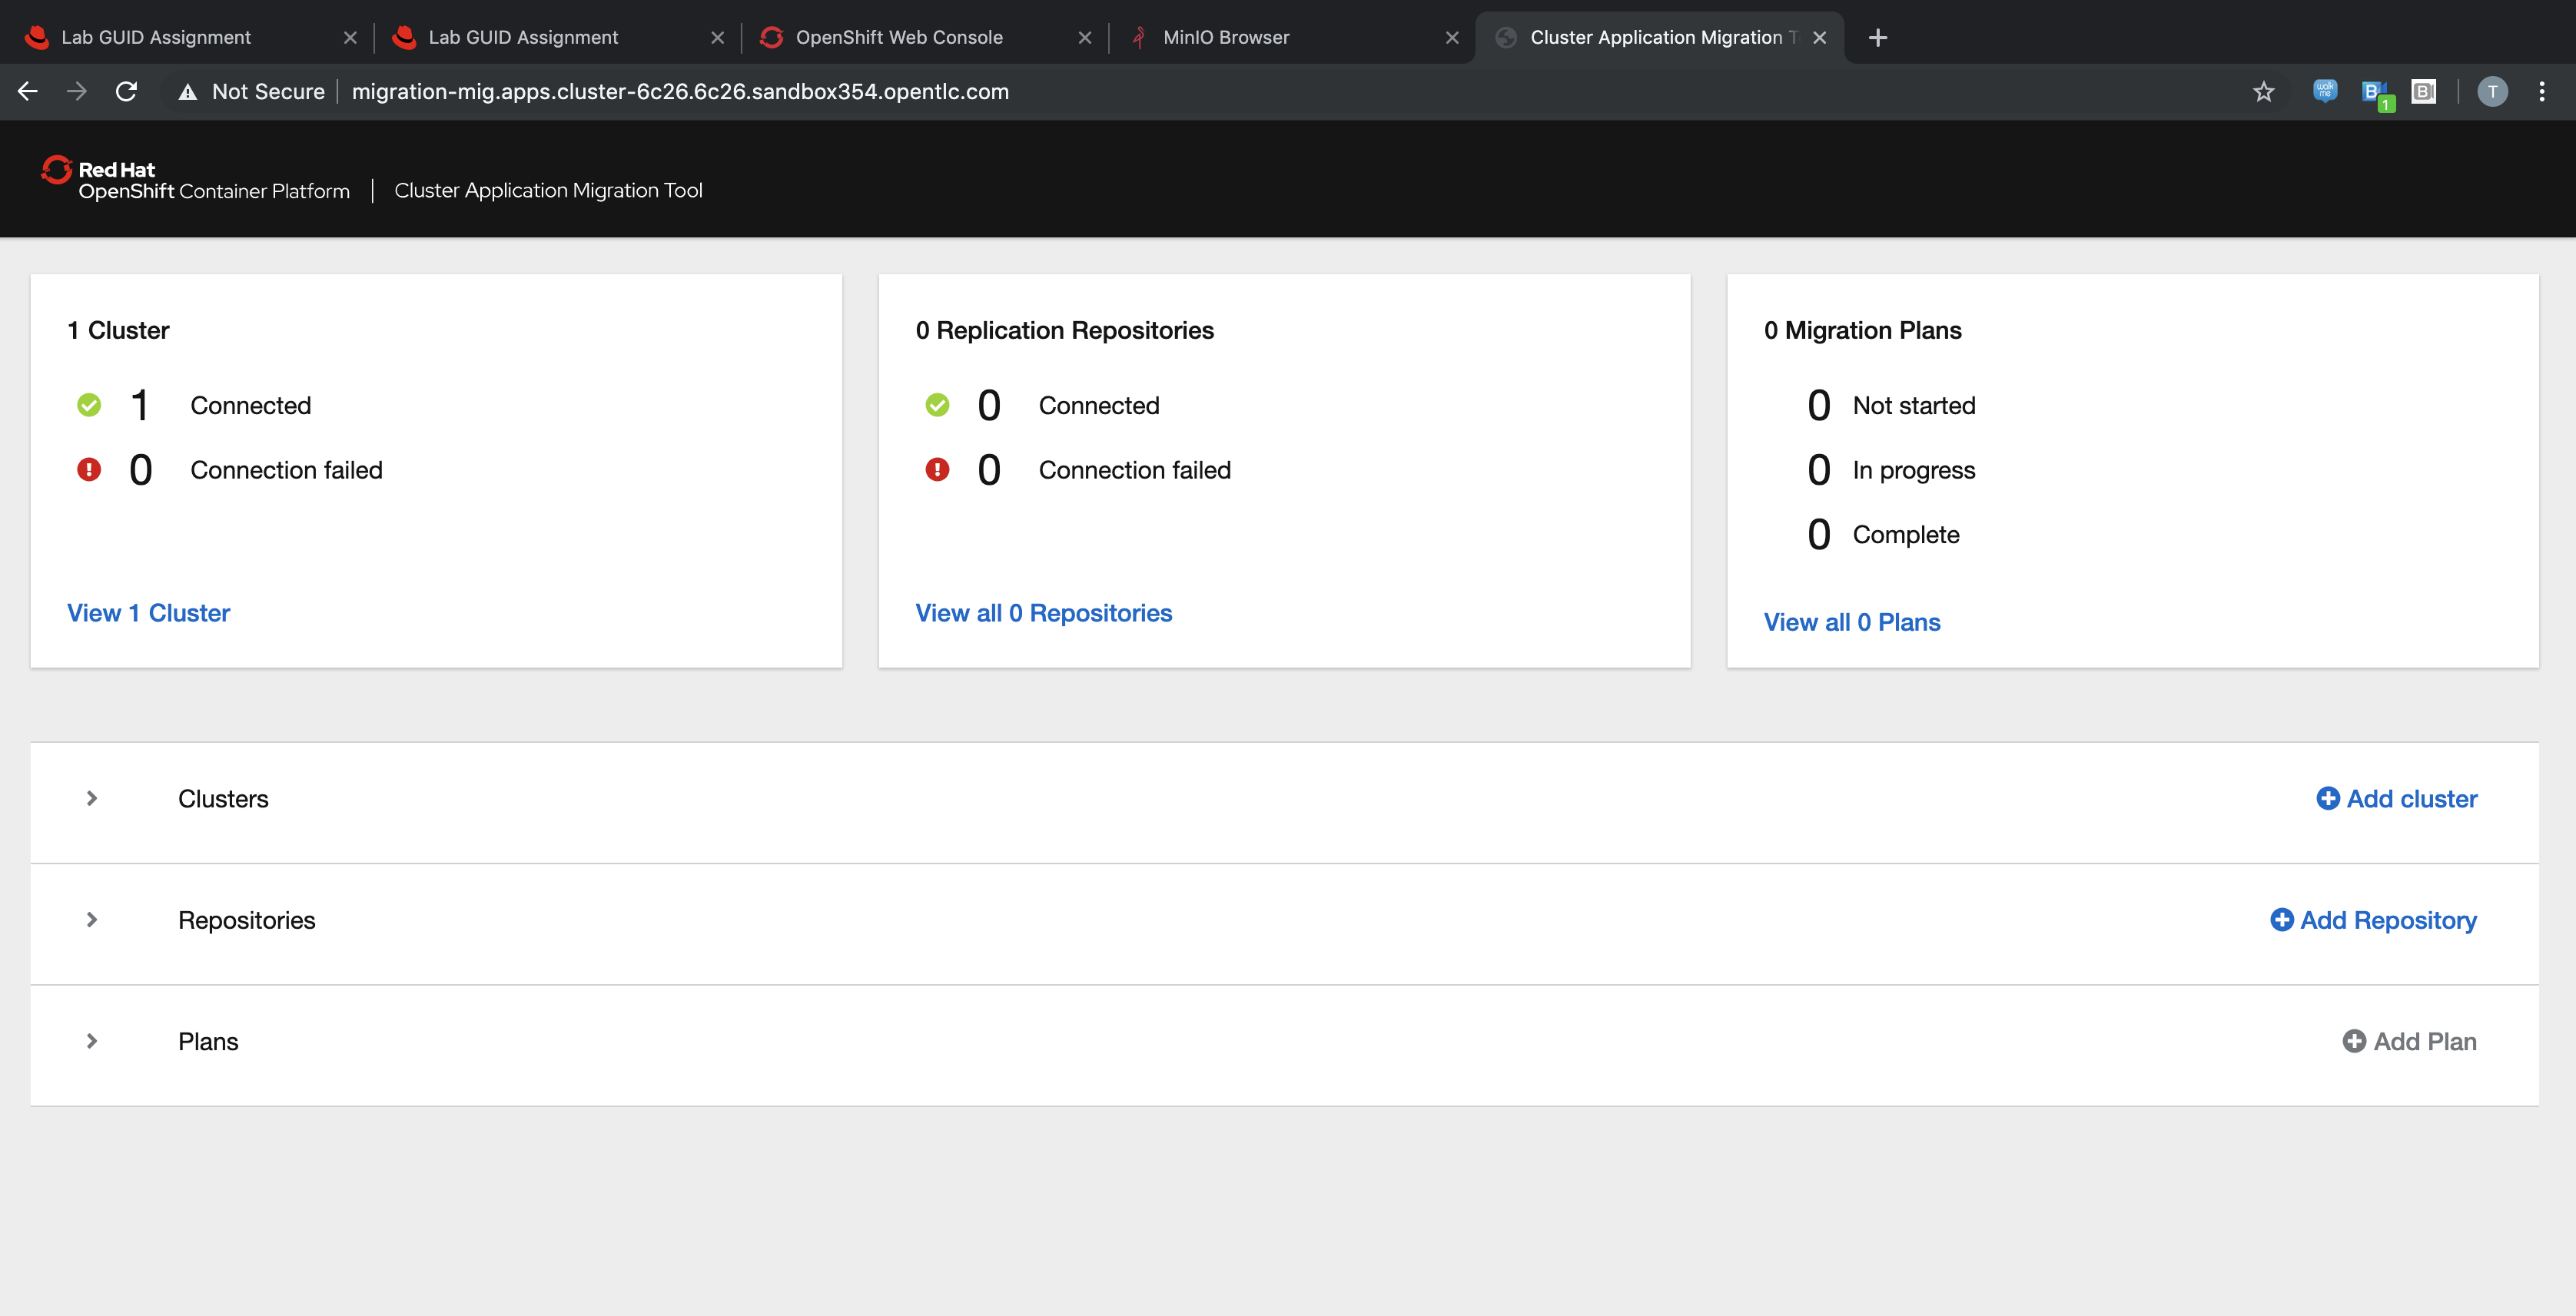 Lab GUID Assignment
Lab GUID Assignment
OpenShift Web Console
MinIO Browser
Cluster Application Migration T
Not Secure
migration-mig.apps.cluster-6c26.6c26.sandbox354.opentlc.com
walk me
B
1
B
T
Red Hat
OpenShift Container Platform
Cluster Application Migration Tool
1 Cluster
1 Connected
0 Connection failed
View 1 Cluster
0 Replication Repositories
0 Connected
0 Connection failed
View all 0 Repositories
0 Migration Plans
0 Not started
0 In progress
0 Complete
View all 0 Plans
Clusters
Add cluster
Repositories
Add Repository
Plans
Add Plan